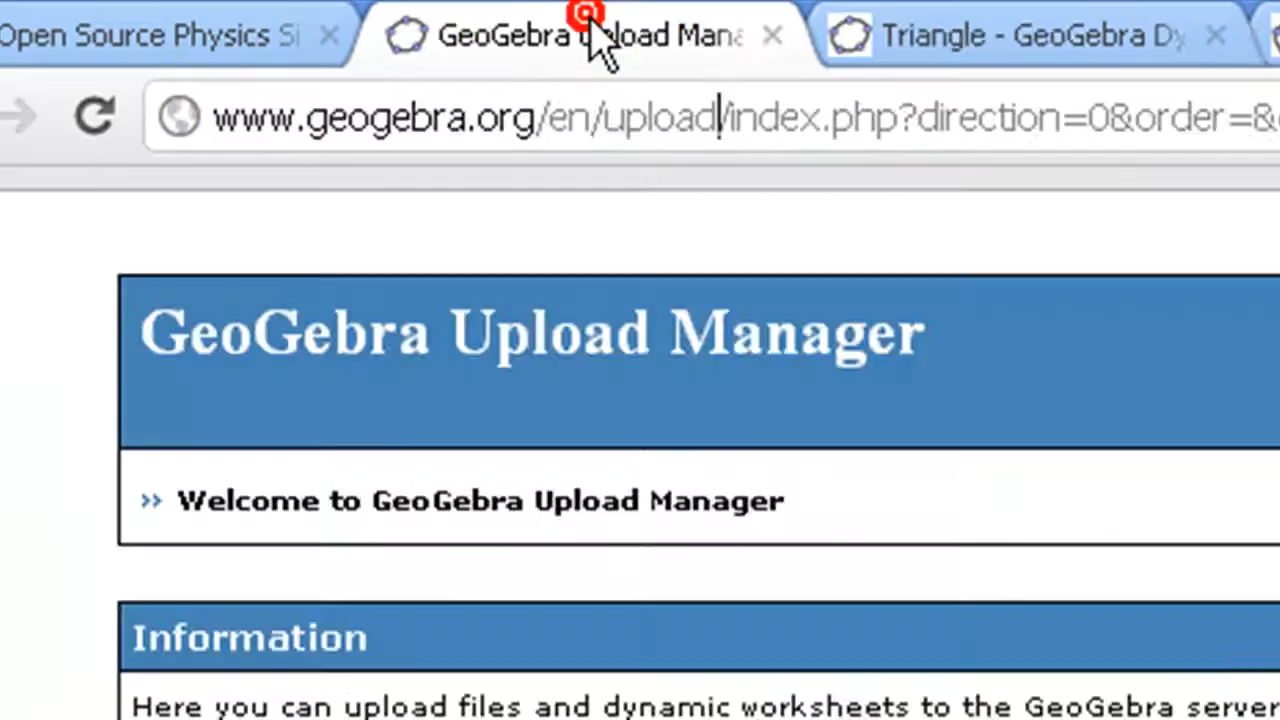 Open Source Physics Si
GeoGebra Upload Mana
Triangle - GeoGebra Dy
www.geogebra.org/en/upload/index.php?direction=0&order=&
GeoGebra Upload Manager
›› Welcome to GeoGebra Upload Manager
Information
Here you can upload files and dynamic worksheets to the GeoGebra server